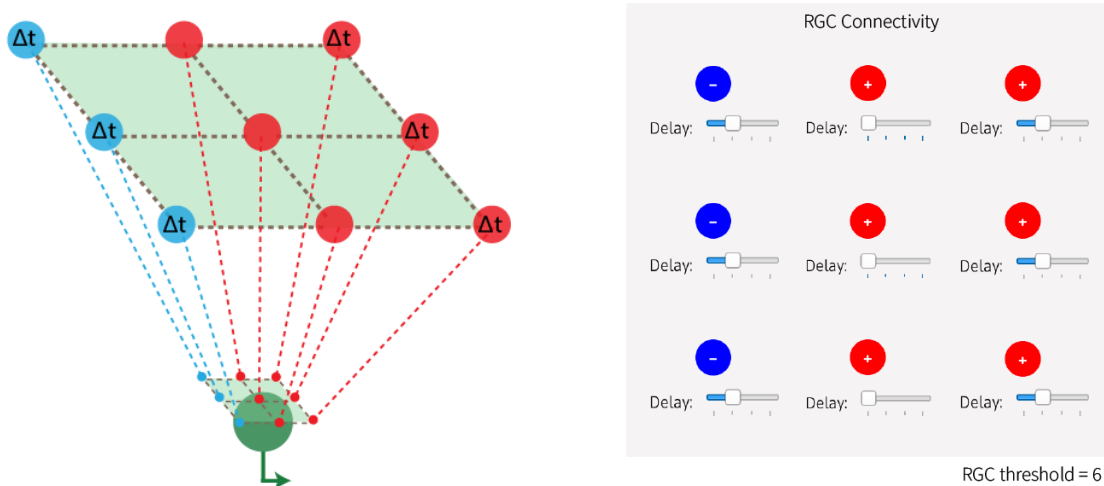 RGC Connectivity
Δt
Δt
− + +
Delay: Delay: Delay:
Δt
Δt
− + +
Delay: Delay: Delay:
Δt
Δt
− + +
Delay: Delay: Delay:
RGC threshold = 6